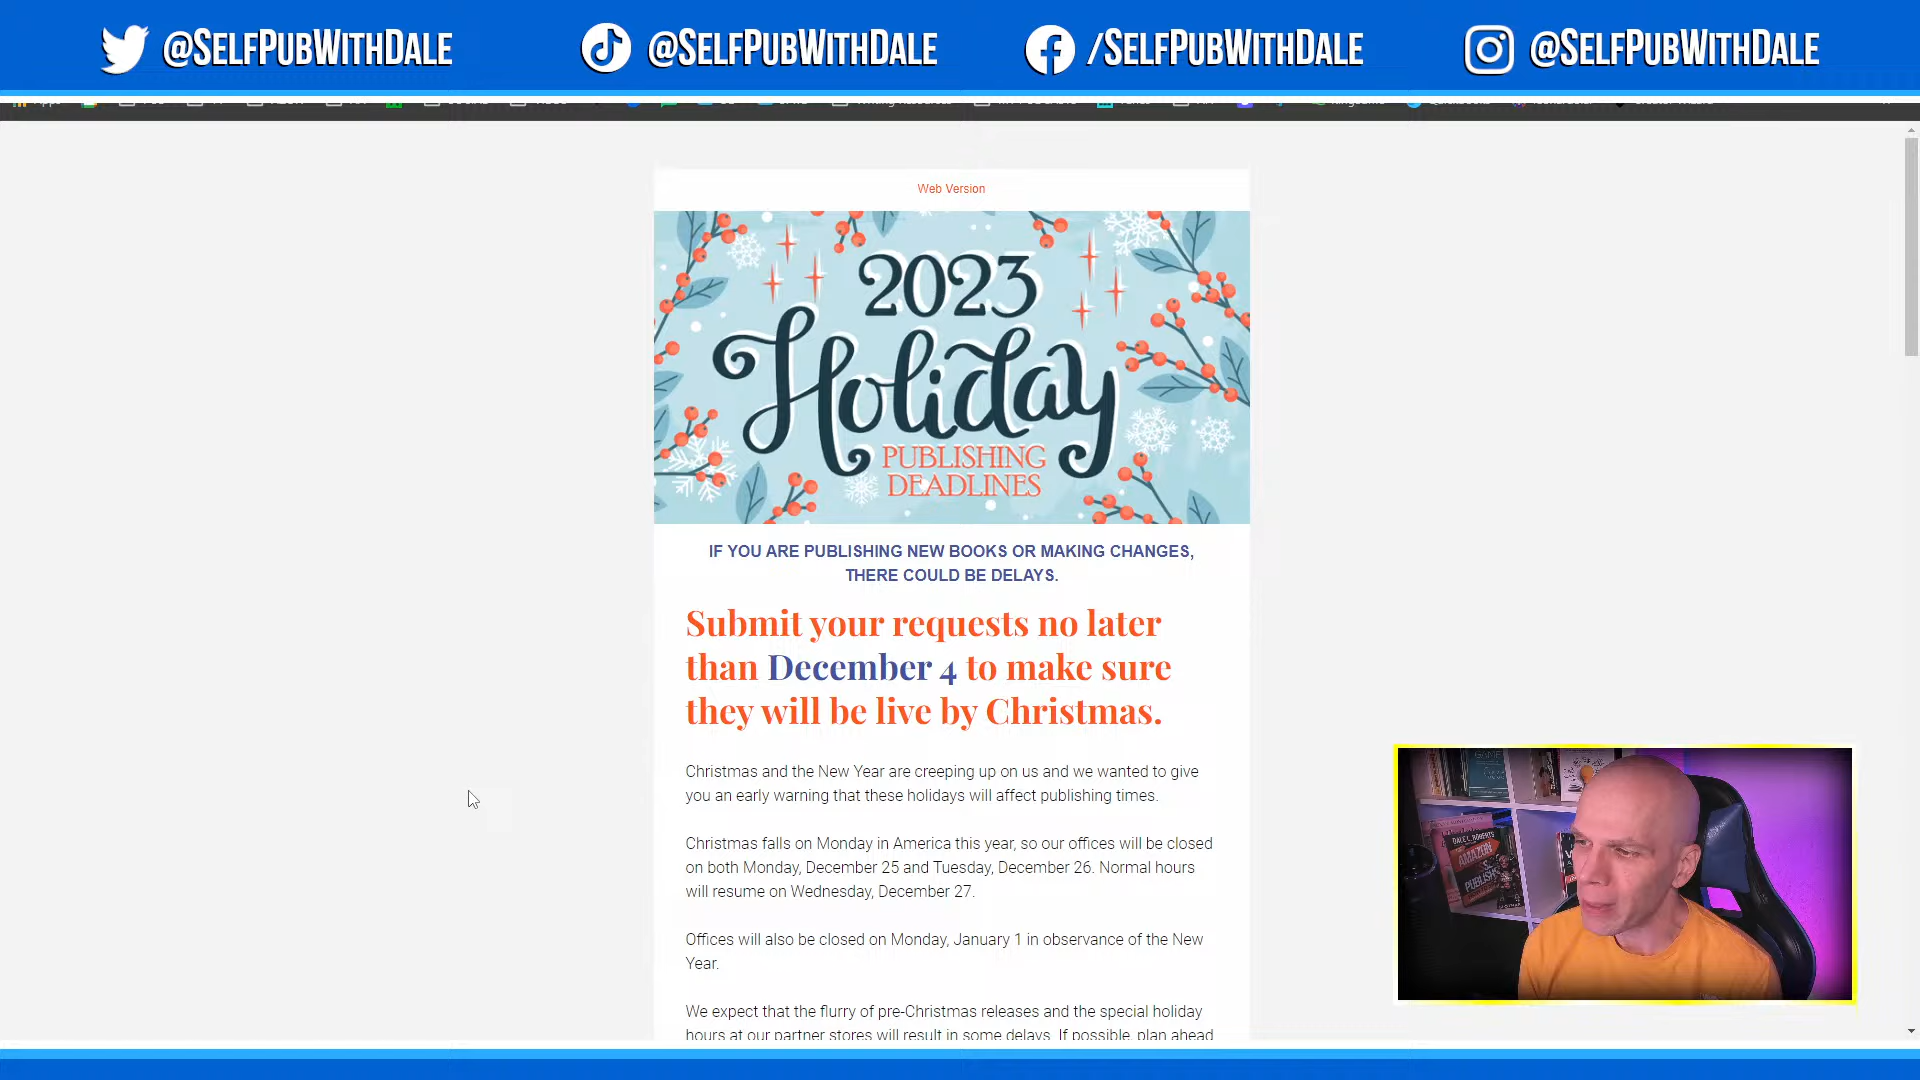 @SELFPUBWITHDALE
@SELFPUBWITHDALE
/SELFPUBWITHDALE
@SELFPUBWITHDALE
Web Version
2023
Holiday
PUBLISHING
DEADLINES
IF YOU ARE PUBLISHING NEW BOOKS OR MAKING CHANGES,
THERE COULD BE DELAYS.
Submit your requests no later
than December 4 to make sure
they will be live by Christmas.
Christmas and the New Year are creeping up on us and we wanted to give
you an early warning that these holidays will affect publishing times.
Christmas falls on Monday in America this year, so our offices will be closed
on both Monday, December 25 and Tuesday, December 26. Normal hours
will resume on Wednesday, December 27.
Offices will also be closed on Monday, January 1 in observance of the New
Year.
We expect that the flurry of pre-Christmas releases and the special holiday
hours at our partner stores will result in some delays. If possible, plan ahead
DALE L. ROBERTS
AMAZON